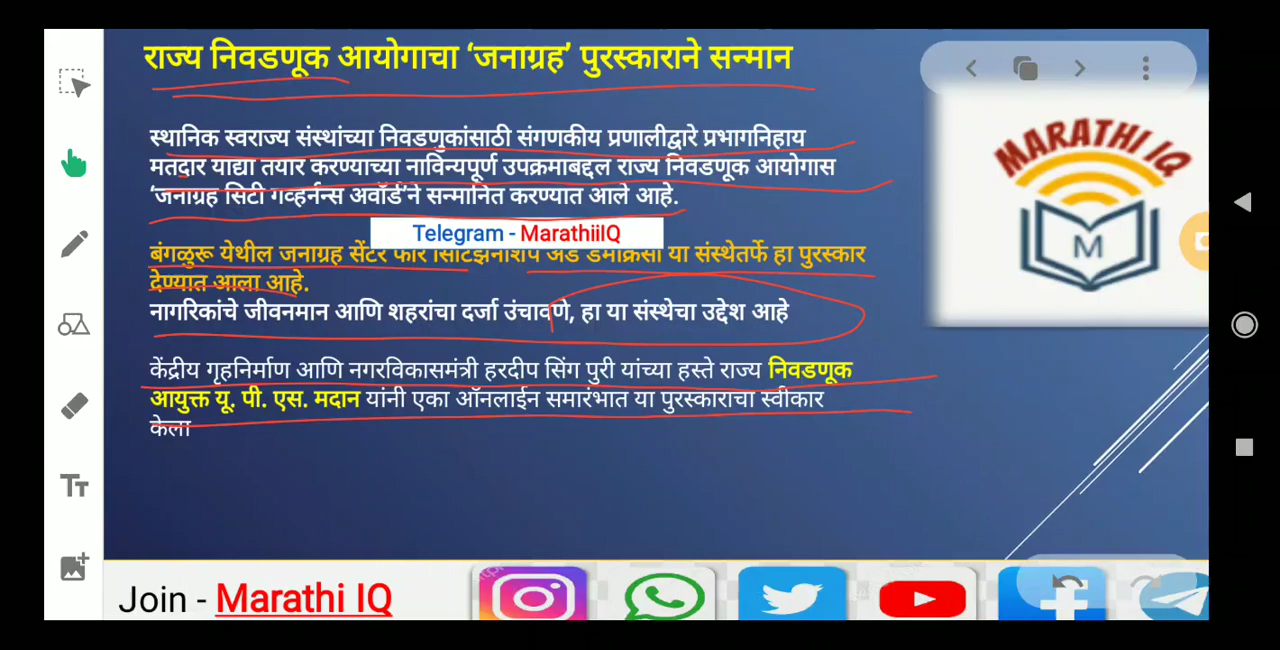 राज्य निवडणूक आयोगाचा ‘जनाग्रह’ पुरस्काराने सन्मान
स्थानिक स्वराज्य संस्थांच्या निवडणुकांसाठी संगणकीय प्रणालीद्वारे प्रभागनिहाय
मतदार याद्या तयार करण्याच्या नाविन्यपूर्ण उपक्रमाबद्दल राज्य निवडणूक आयोगास
‘जनाग्रह सिटी गव्हर्नन्स अवॉर्ड’ने सन्मानित करण्यात आले आहे.
Telegram - MarathiiIQ
बंगळुरू येथील जनाग्रह सेंटर फॉर सिटिझनशिप अँड डेमॉक्रसी या संस्थेतर्फे हा पुरस्कार
देण्यात आला आहे.
नागरिकांचे जीवनमान आणि शहरांचा दर्जा उंचावणे, हा या संस्थेचा उद्देश आहे
केंद्रीय गृहनिर्माण आणि नगरविकासमंत्री हरदीप सिंग पुरी यांच्या हस्ते राज्य निवडणूक
आयुक्त यू. पी. एस. मदान यांनी एका ऑनलाईन समारंभात या पुरस्काराचा स्वीकार
केला
MARATHI IQ
M
Join - Marathi IQ